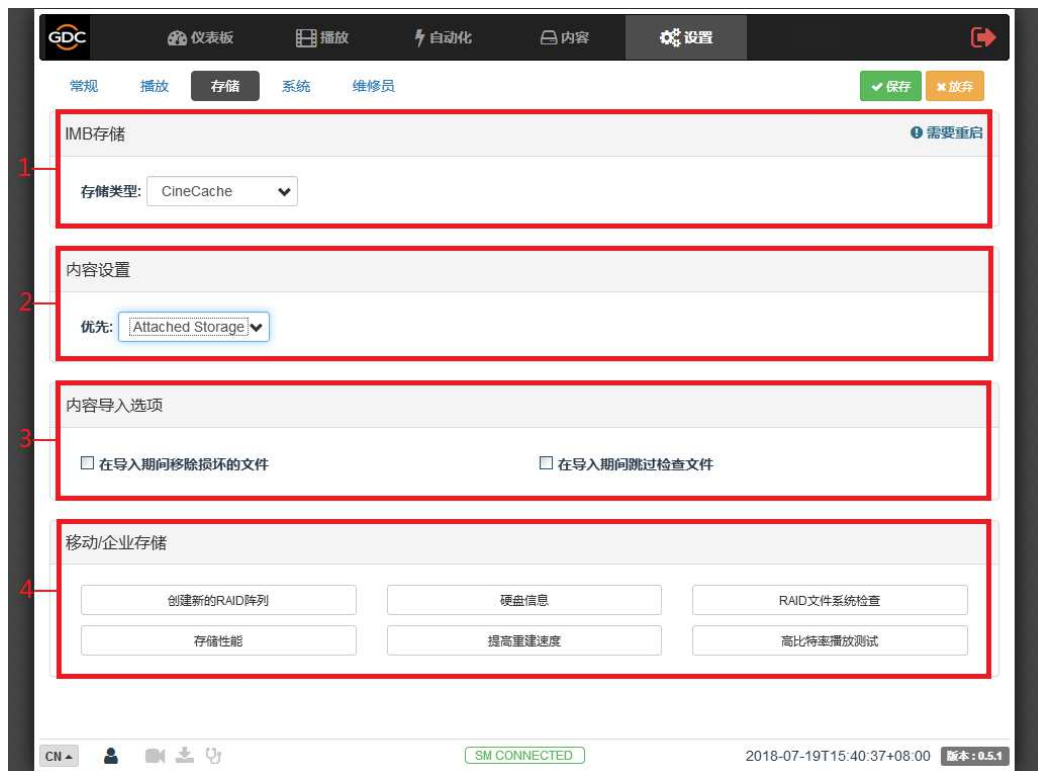 GDC 仪表板 播放 自动化 内容 设置
常规 播放 存储 系统 维修员 保存 放弃
IMB存储 需要重启
1
存储类型: CineCache
内容设置
2
优先: Attached Storage
内容导入选项
3
在导入期间移除损坏的文件 在导入期间跳过检查文件
移动/企业存储
4
创建新的RAID阵列 硬盘信息 RAID文件系统检查
存储性能 提高重建速度 高比特率播放测试
CN SM CONNECTED 2018-07-19T15:40:37+08:00 版本:0.5.1